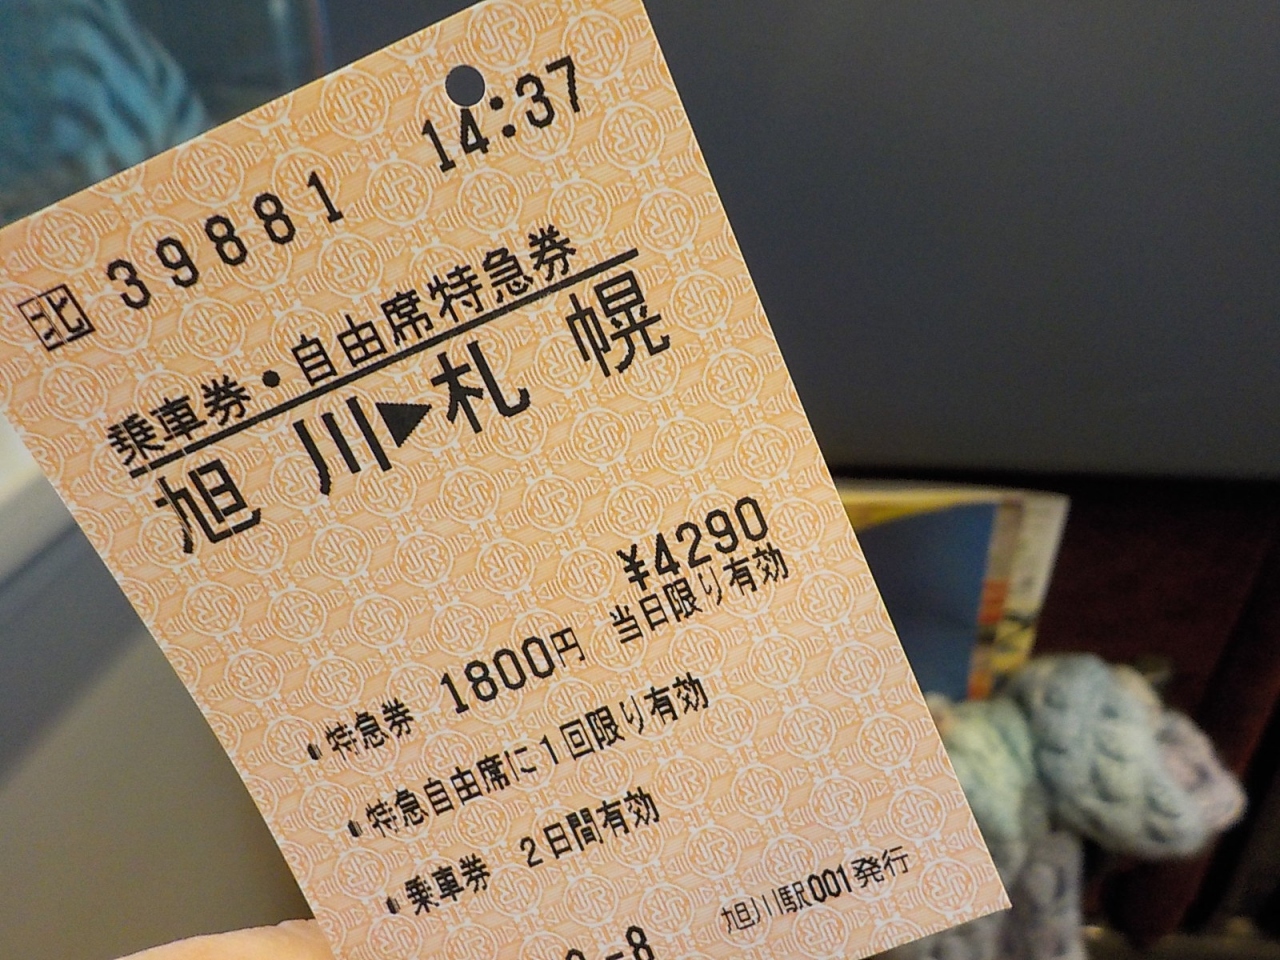 14:37
北 39881
乗車券・自由席特急券
旭 川▶札 幌
¥4290
・特急券 1800円 当日限り有効
・特急自由席に1回限り有効
・乗車券 2日間有効
旭川駅001発行
-8